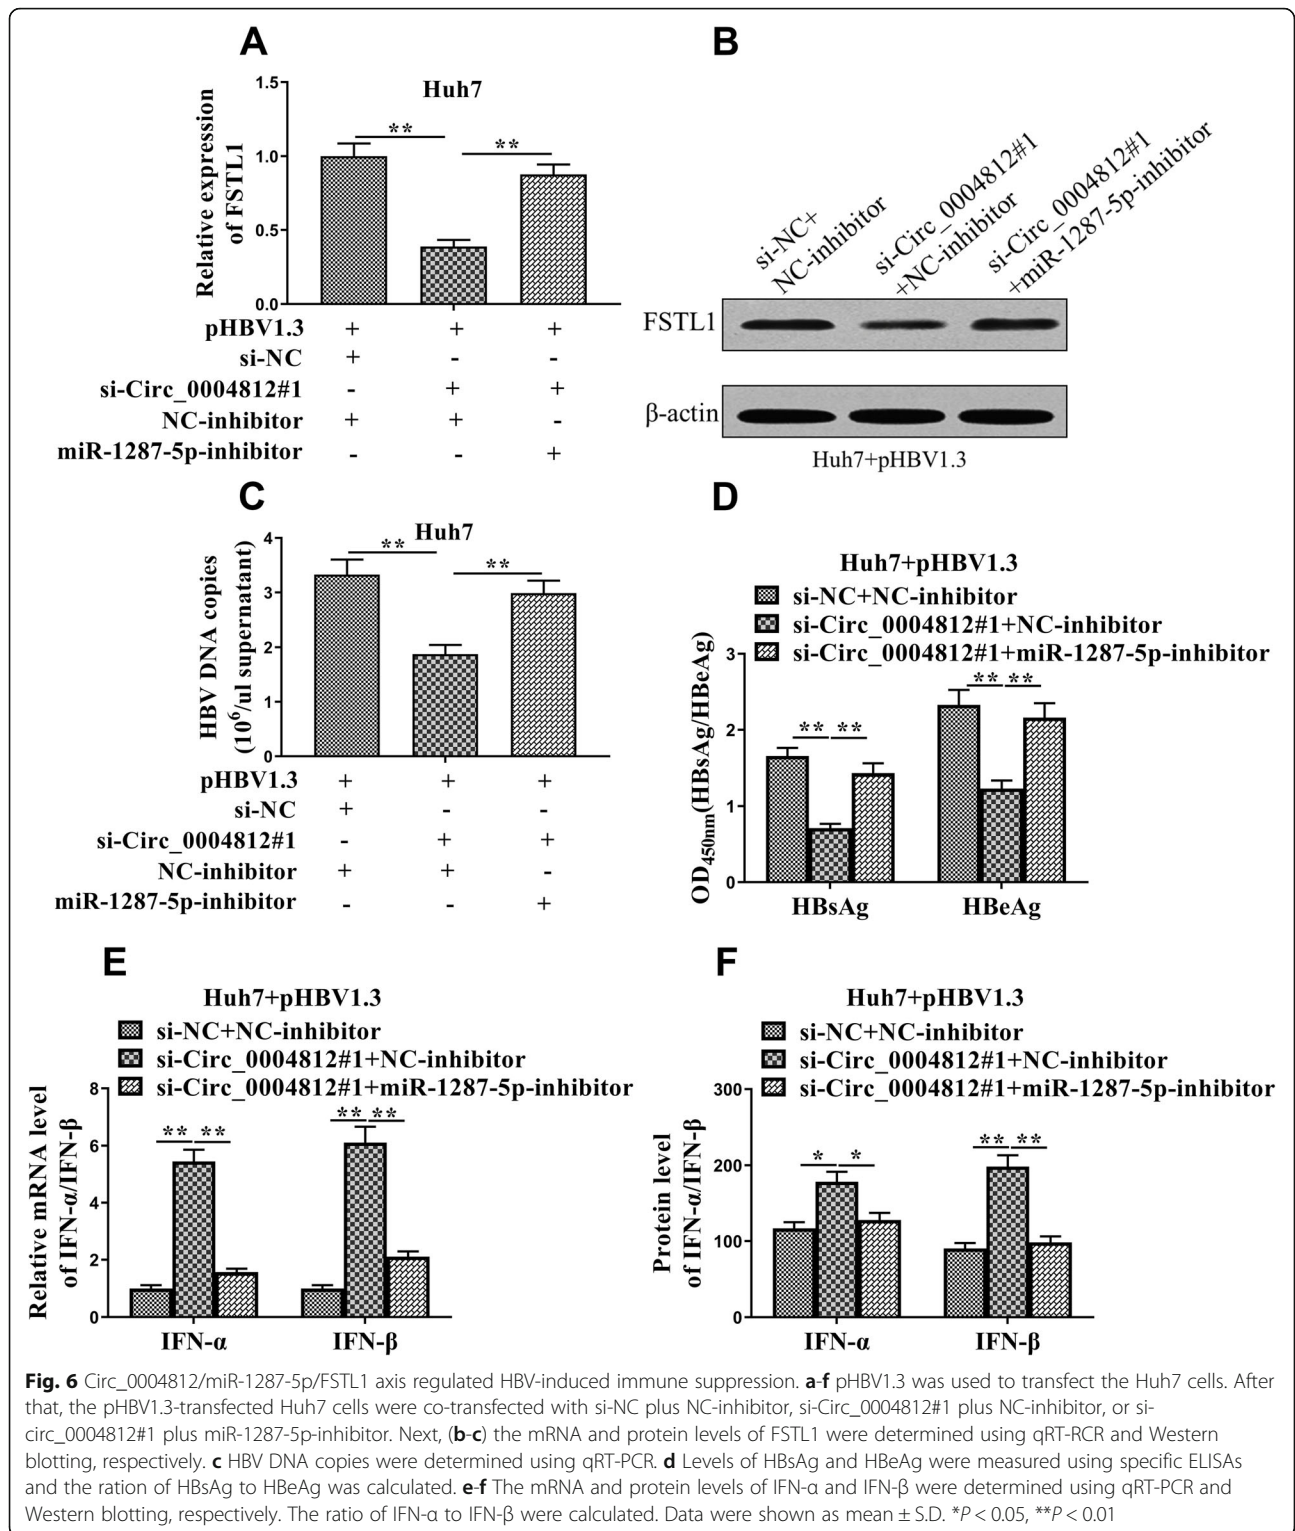 A
Huh7
Relative expression
of FSTL1
1.5
1.0
0.5
0.0
** **
pHBV1.3 + + +
si-NC + - -
si-Circ_0004812#1 - + +
NC-inhibitor + + -
miR-1287-5p-inhibitor - - +
B
si-NC+
NC-inhibitor
si-Circ_0004812#1
+NC-inhibitor
si-Circ_0004812#1
+miR-1287-5p-inhibitor
FSTL1
β-actin
Huh7+pHBV1.3
C
Huh7
HBV DNA copies
(10⁶/ul supernatant)
4
3
2
1
0
** **
pHBV1.3 + + +
si-NC + - -
si-Circ_0004812#1 - + +
NC-inhibitor + + -
miR-1287-5p-inhibitor - - +
D
Huh7+pHBV1.3
si-NC+NC-inhibitor
si-Circ_0004812#1+NC-inhibitor
si-Circ_0004812#1+miR-1287-5p-inhibitor
OD450nm(HBsAg/HBeAg)
3
2
1
0
** ** ** **
HBsAg HBeAg
E
Huh7+pHBV1.3
si-NC+NC-inhibitor
si-Circ_0004812#1+NC-inhibitor
si-Circ_0004812#1+miR-1287-5p-inhibitor
Relative mRNA level
of IFN-α/IFN-β
8
6
4
2
0
** ** ** **
IFN-α IFN-β
F
Huh7+pHBV1.3
si-NC+NC-inhibitor
si-Circ_0004812#1+NC-inhibitor
si-Circ_0004812#1+miR-1287-5p-inhibitor
Protein level
of IFN-α/IFN-β
300
200
100
0
* * ** **
IFN-α IFN-β
Fig. 6 Circ_0004812/miR-1287-5p/FSTL1 axis regulated HBV-induced immune suppression. a-f pHBV1.3 was used to transfect the Huh7 cells. After
that, the pHBV1.3-transfected Huh7 cells were co-transfected with si-NC plus NC-inhibitor, si-Circ_0004812#1 plus NC-inhibitor, or si-
circ_0004812#1 plus miR-1287-5p-inhibitor. Next, (b-c) the mRNA and protein levels of FSTL1 were determined using qRT-RCR and Western
blotting, respectively. c HBV DNA copies were determined using qRT-PCR. d Levels of HBsAg and HBeAg were measured using specific ELISAs
and the ration of HBsAg to HBeAg was calculated. e-f The mRNA and protein levels of IFN-α and IFN-β were determined using qRT-PCR and
Western blotting, respectively. The ratio of IFN-α to IFN-β were calculated. Data were shown as mean ± S.D. *P < 0.05, **P < 0.01